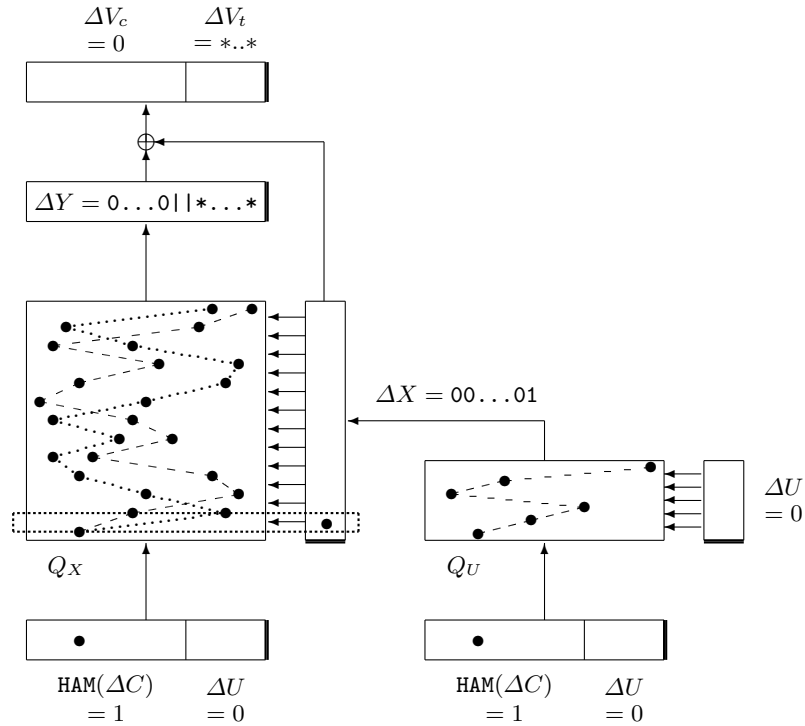 ΔV_c ΔV_t
= 0 = *..*
ΔY = 0...0||*...*
ΔX = 00...01
ΔU
= 0
Q_X Q_U
HAM(ΔC) ΔU HAM(ΔC) ΔU
= 1 = 0 = 1 = 0